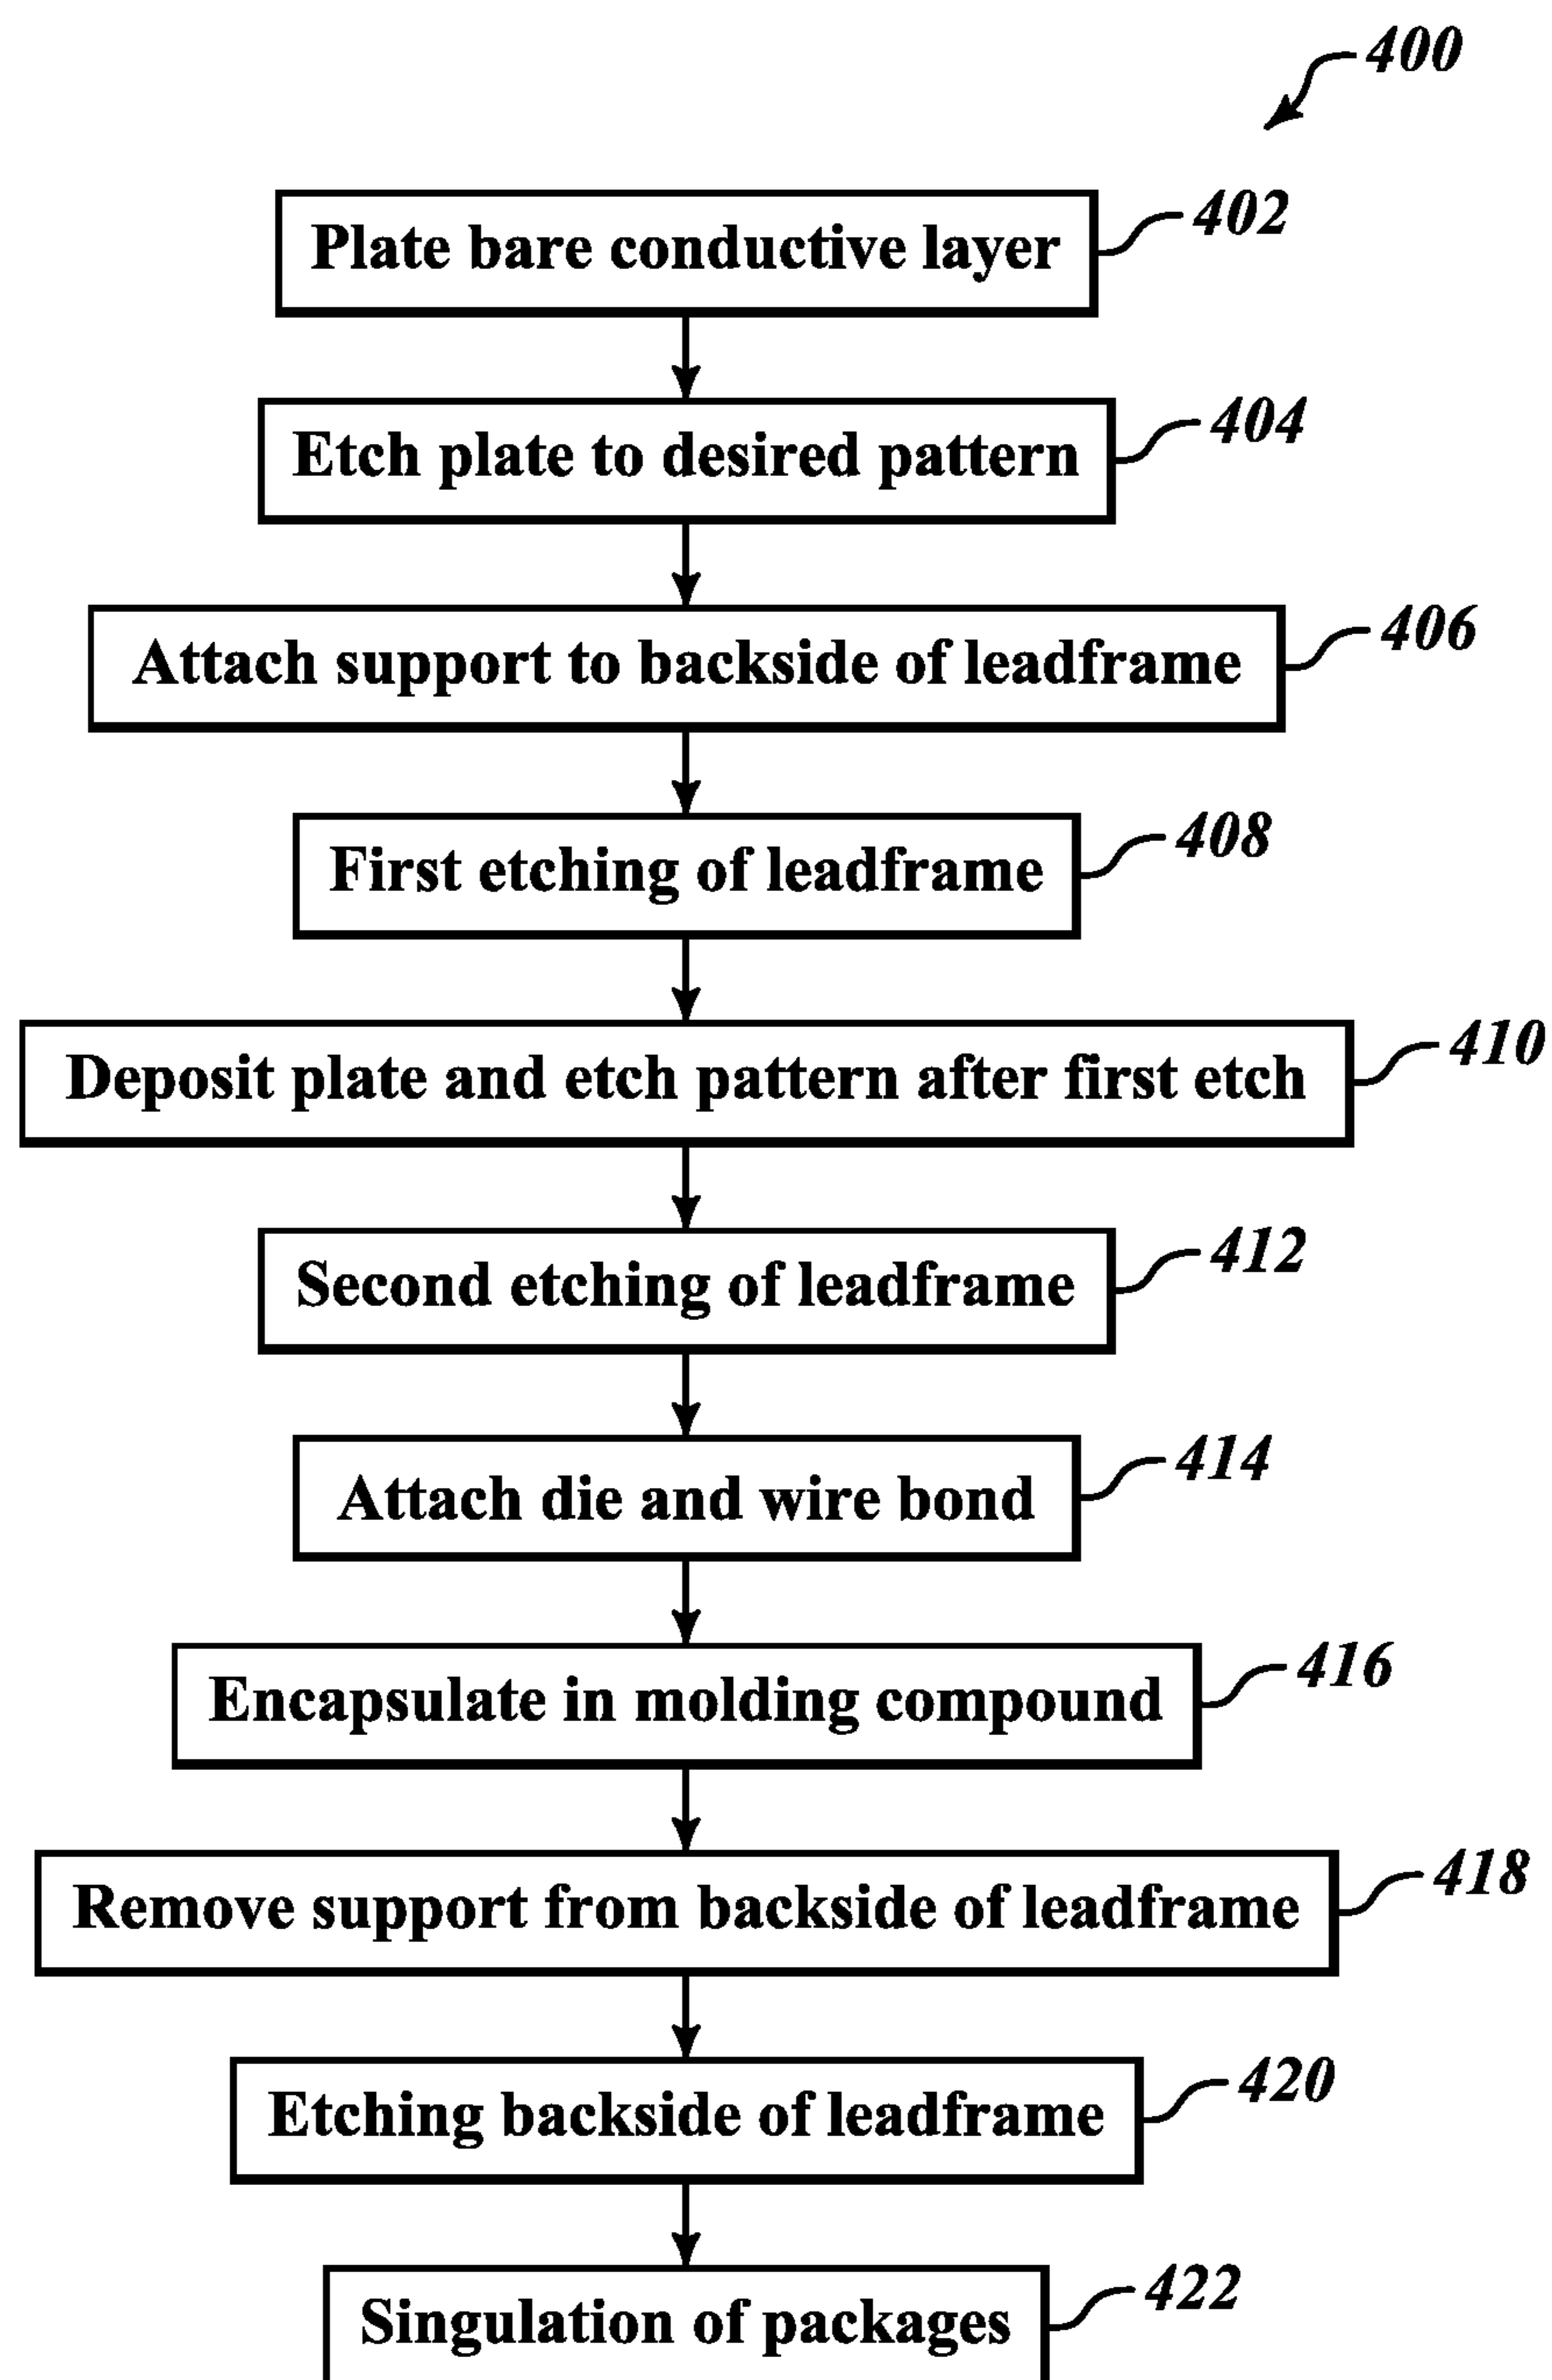 400
Plate bare conductive layer
402
Etch plate to desired pattern
404
Attach support to backside of leadframe
406
First etching of leadframe
408
Deposit plate and etch pattern after first etch
410
Second etching of leadframe
412
Attach die and wire bond
414
Encapsulate in molding compound
416
Remove support from backside of leadframe
418
Etching backside of leadframe
420
Singulation of packages
422